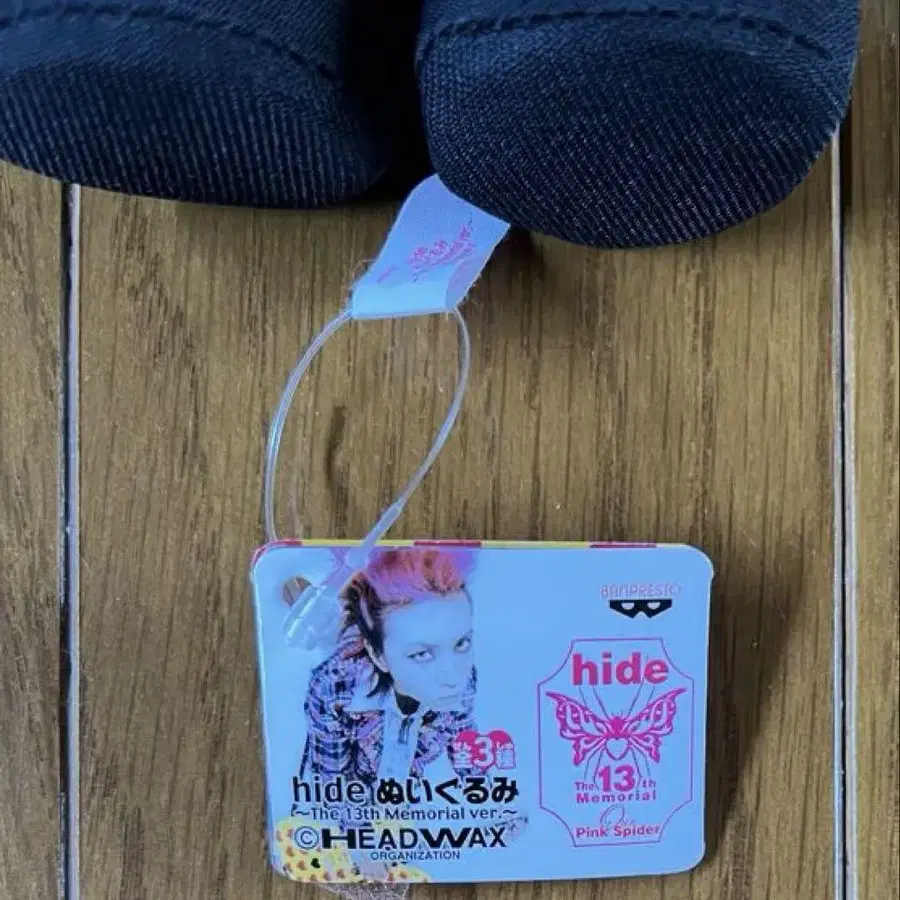 BANPRESTO
hide
The 13th
Memorial
Pink Spider
全3種
hide ぬいぐるみ
~The 13th Memorial ver.~
©HEADWAX
ORGANIZATION